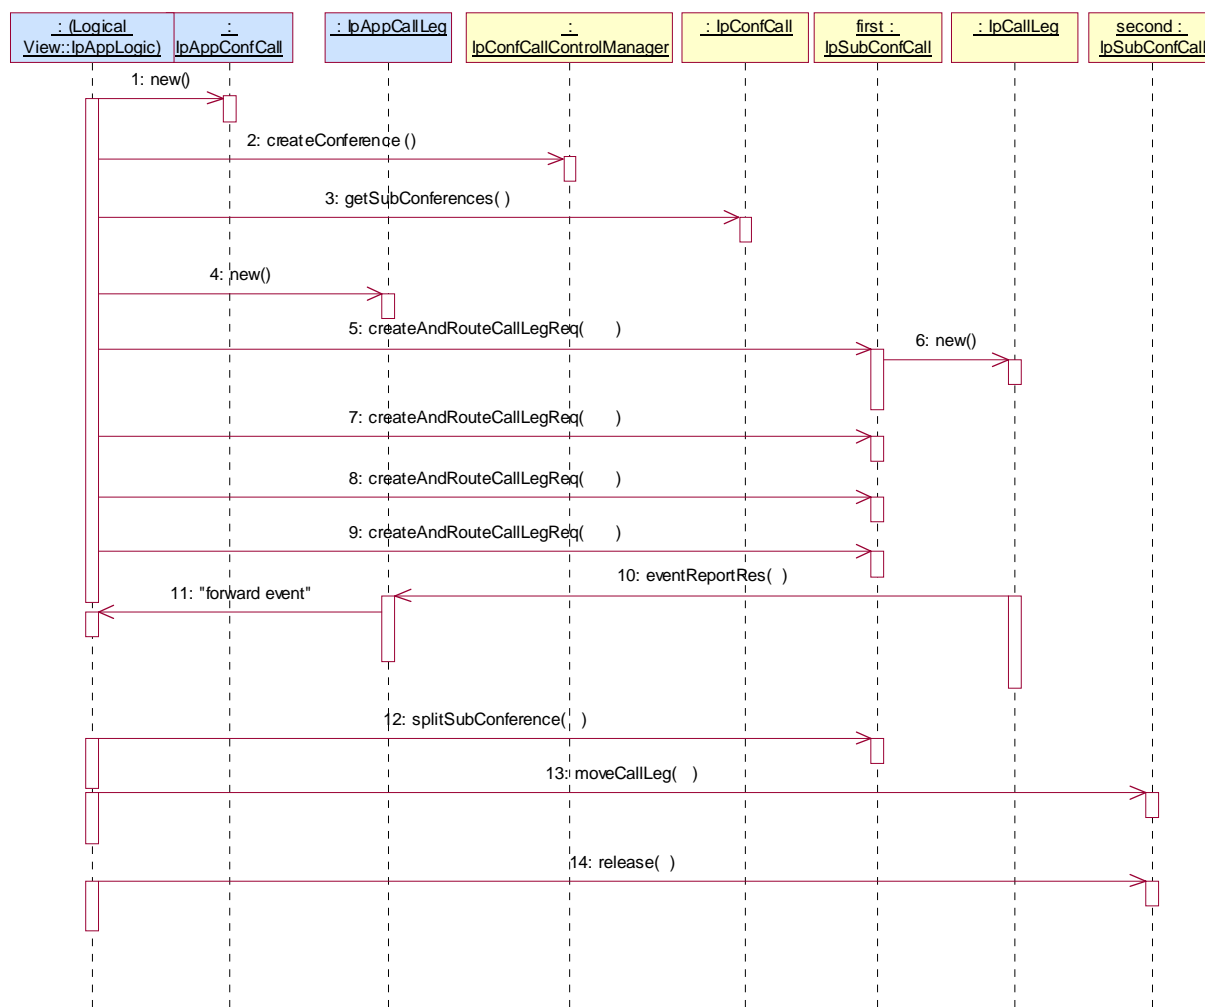 : (Logical
View::IpAppLogic)
:
IpAppConfCall
: IpAppCallLeg
:
IpConfCallControlManager
: IpConfCall
first :
IpSubConfCall
: IpCallLeg
second :
IpSubConfCall
1: new()
2: createConference ()
3: getSubConferences( )
4: new()
5: createAndRouteCallLegReq( )
6: new()
7: createAndRouteCallLegReq( )
8: createAndRouteCallLegReq( )
9: createAndRouteCallLegReq( )
10: eventReportRes( )
11: "forward event"
12: splitSubConference( )
13: moveCallLeg( )
14: release( )